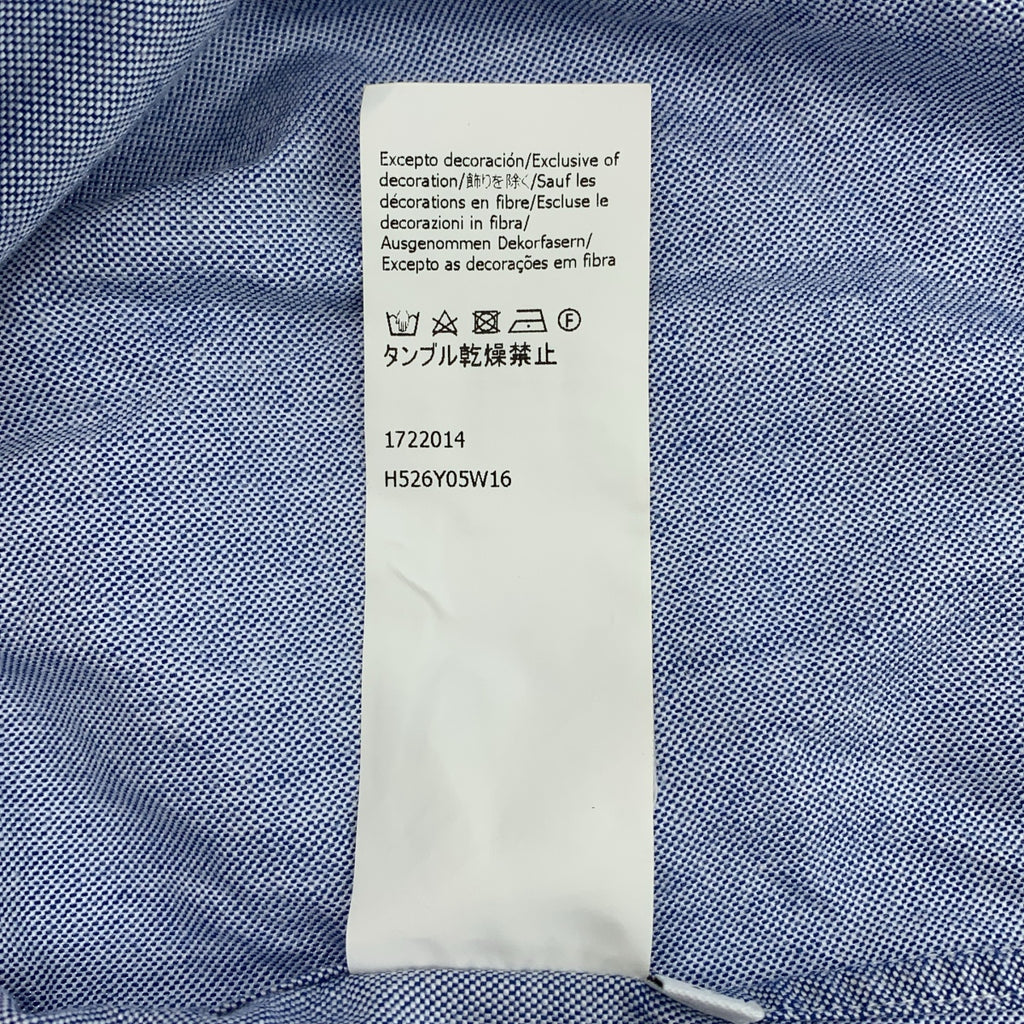 Excepto decoración/Exclusive of
decoration/飾りを除く/Sauf les
décorations en fibre/Escluse le
decorazioni in fibra/
Ausgenommen Dekorfasern/
Excepto as decorações em fibra
F
タンブル乾燥禁止
1722014
H526Y05W16